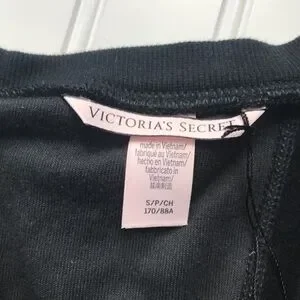 VICTORIA'S SECRET
made in Vietnam/
fabriqué au Vietnam/
hecho en Vietnam/
fabbricato in
Vietnam/
S/P/CH
170/88A